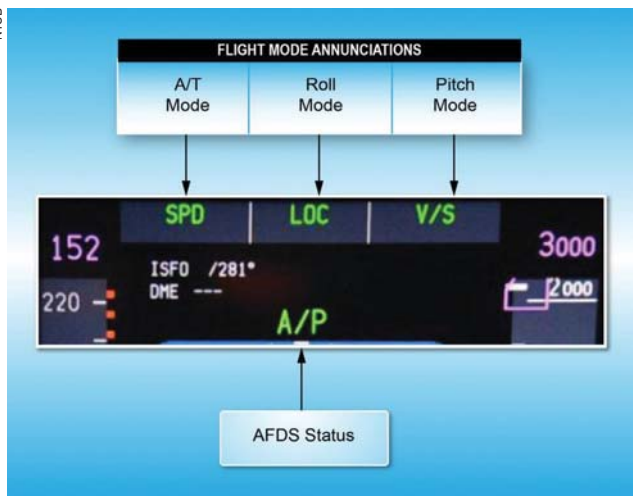 NTSB
FLIGHT MODE ANNUNCIATIONS
A/T Mode
Roll Mode
Pitch Mode
SPD LOC V/S
152
3000
ISFO /281°
DME ---
220
2000
A/P
AFDS Status